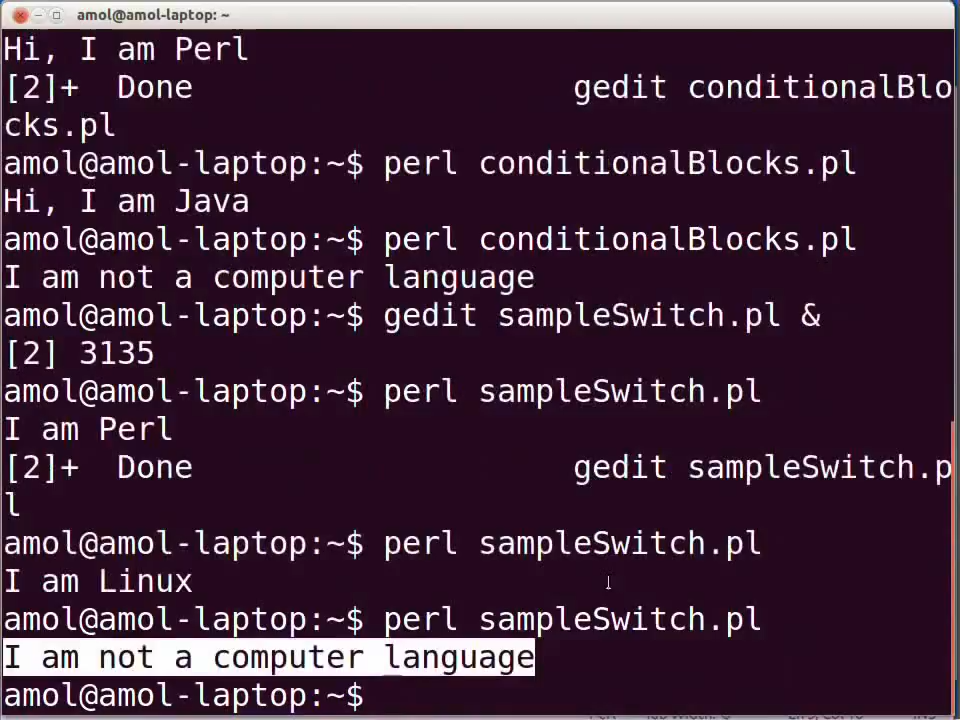 amol@amol-laptop: ~
Hi, I am Perl
[2]+  Done                    gedit conditionalBlo
cks.pl
amol@amol-laptop:~$ perl conditionalBlocks.pl
Hi, I am Java
amol@amol-laptop:~$ perl conditionalBlocks.pl
I am not a computer language
amol@amol-laptop:~$ gedit sampleSwitch.pl &
[2] 3135
amol@amol-laptop:~$ perl sampleSwitch.pl
I am Perl
[2]+  Done                    gedit sampleSwitch.p
l
amol@amol-laptop:~$ perl sampleSwitch.pl
I am Linux
amol@amol-laptop:~$ perl sampleSwitch.pl
I am not a computer language
amol@amol-laptop:~$